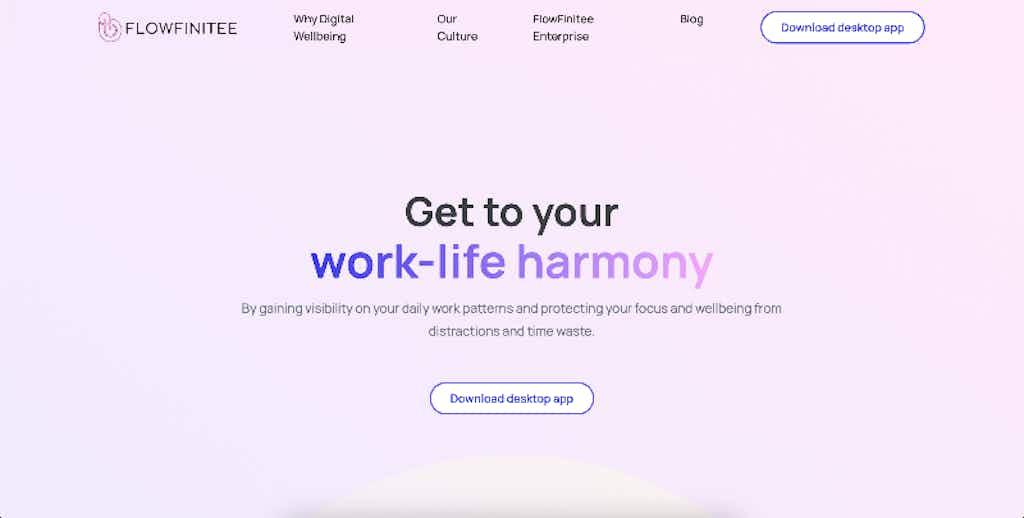 FLOWFINITEE
Why Digital
Wellbeing
Our
Culture
FlowFinitee
Enterprise
Blog
Download desktop app
Get to your
work-life harmony
By gaining visibility on your daily work patterns and protecting your focus and wellbeing from
distractions and time waste.
Download desktop app